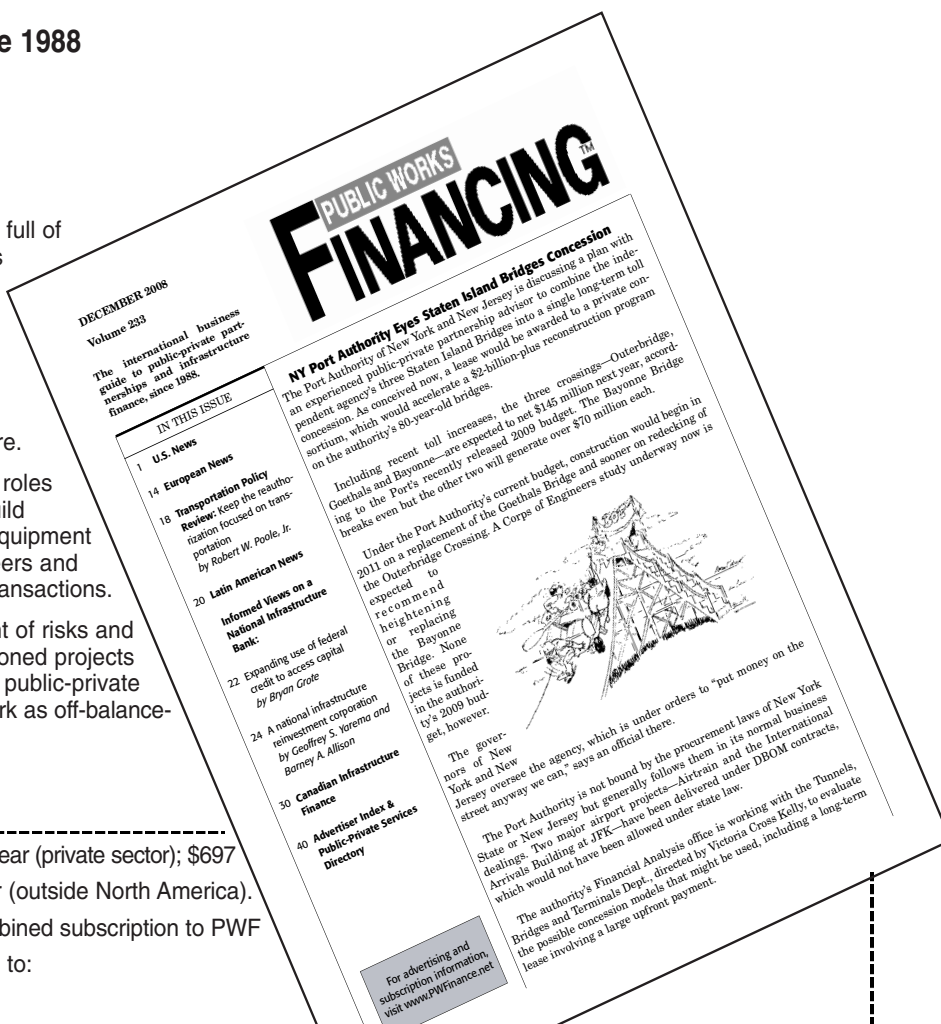 e 1988
full of
s
re.
roles
ild
quipment
ers and
ansactions.
nt of risks and
oned projects
public-private
rk as off-balance-
ear (private sector); $697
r (outside North America).
bined subscription to PWF
to:
PUBLIC WORKS
FINANCING™
DECEMBER 2008
Volume 233
The international business
guide to public-private part-
nerships and infrastructure
finance, since 1988.
IN THIS ISSUE
1 U.S. News
14 European News
18 Transportation Policy
Review: Keep the reautho-
rization focused on trans-
portation
by Robert W. Poole, Jr.
20 Latin American News
Informed Views on a
National Infrastructure
Bank:
22 Expanding use of federal
credit to access capital
by Bryan Grote
24 A national infrastructure
reinvestment corporation
by Geoffrey S. Yarema and
Barney A. Allison
30 Canadian Infrastructure
Finance
40 Advertiser Index &
Public-Private Services
Directory
For advertising and
subscription information,
visit www.PWFinance.net
NY Port Authority Eyes Staten Island Bridges Concession
The Port Authority of New York and New Jersey is discussing a plan with
an experienced public-private partnership advisor to combine the inde-
pendent agency's three Staten Island Bridges into a single long-term toll
concession. As conceived now, a lease would be awarded to a private con-
sortium, which would accelerate a $2-billion-plus reconstruction program
on the authority's 80-year-old bridges.
Including recent toll increases, the three crossings—Outerbridge,
Goethals and Bayonne—are expected to net $145 million next year, accord-
ing to the Port's recently released 2009 budget. The Bayonne Bridge
breaks even but the other two will generate over $70 million each.
Under the Port Authority's current budget, construction would begin in
2011 on a replacement of the Goethals Bridge and sooner on redecking of
the Outerbridge Crossing. A Corps of Engineers study underway now is
expected to
recommend
heightening
or replacing
the Bayonne
Bridge. None
of these pro-
jects is funded
in the authori-
ty's 2009 bud-
get, however.
The gover-
nors of New
York and New
Jersey oversee the agency, which is under orders to "put money on the
street anyway we can," says an official there.
The Port Authority is not bound by the procurement laws of New York
State or New Jersey but generally follows them in its normal business
dealings. Two major airport projects—Airtrain and the International
Arrivals Building at JFK—have been delivered under DBOM contracts,
which would not have been allowed under state law.
The authority's Financial Analysis office is working with the Tunnels,
Bridges and Terminals Dept., directed by Victoria Cross Kelly, to evaluate
the possible concession models that might be used, including a long-term
lease involving a large upfront payment.